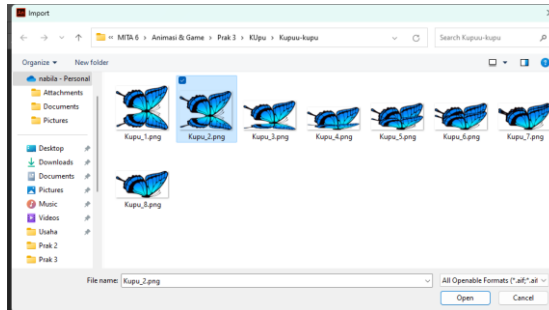 Import
« MITA 6 > Animasi & Game > Prak 3 > KUpu > Kupuu-kupu
Search Kupuu-kupu
Organize
New folder
nabila - Personal
Attachments
Documents
Pictures
Desktop
Downloads
Documents
Pictures
Music
Videos
Usaha
Prak 2
Prak 3
Kupu_1.png
Kupu_2.png
Kupu_3.png
Kupu_4.png
Kupu_5.png
Kupu_6.png
Kupu_7.png
Kupu_8.png
File name: Kupu_2.png
All Openable Formats (*.aif;*.aif
Open
Cancel